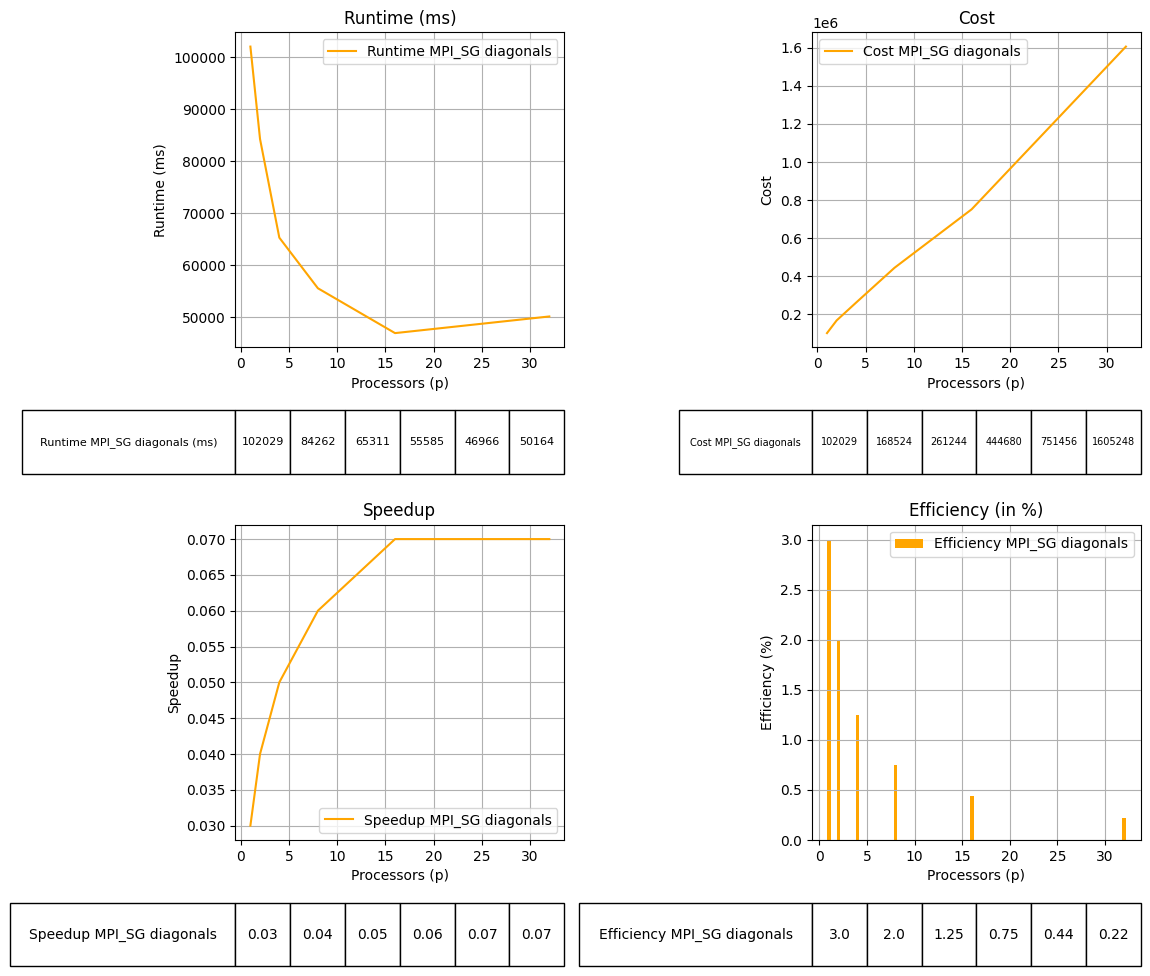 Runtime (ms)
Runtime MPI_SG diagonals
100000
90000
80000
70000
60000
50000
Runtime (ms)
0 5 10 15 20 25 30
Processors (p)
Runtime MPI_SG diagonals (ms) 102029 84262 65311 55585 46966 50164
Cost
1e6
Cost MPI_SG diagonals
1.6
1.4
1.2
1.0
0.8
0.6
0.4
0.2
Cost
0 5 10 15 20 25 30
Processors (p)
Cost MPI_SG diagonals 102029 168524 261244 444680 751456 1605248
Speedup
0.070
0.065
0.060
0.055
0.050
0.045
0.040
0.035
0.030
Speedup
Speedup MPI_SG diagonals
0 5 10 15 20 25 30
Processors (p)
Speedup MPI_SG diagonals 0.03 0.04 0.05 0.06 0.07 0.07
Efficiency (in %)
Efficiency MPI_SG diagonals
3.0
2.5
2.0
1.5
1.0
0.5
0.0
Efficiency (%)
0 5 10 15 20 25 30
Processors (p)
Efficiency MPI_SG diagonals 3.0 2.0 1.25 0.75 0.44 0.22